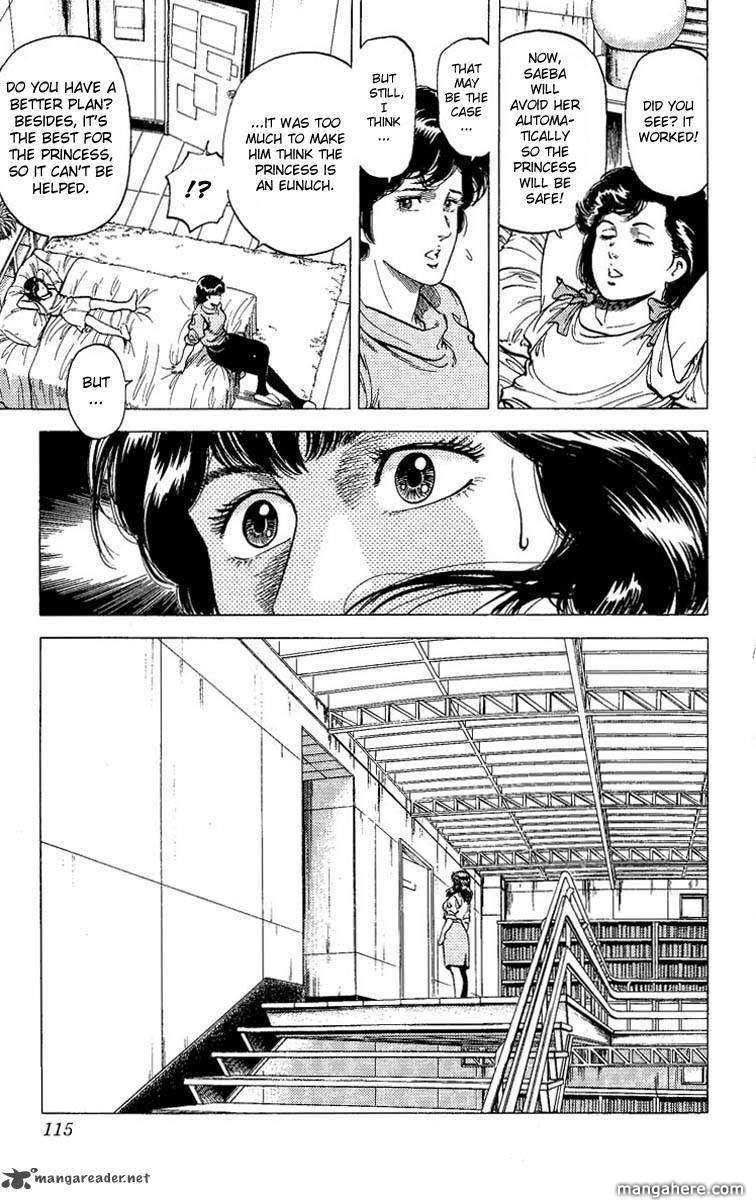 DID YOU
SEE? IT
WORKED!
NOW,
SAEBA
WILL
AVOID HER
AUTOMA-
TICALLY
SO THE
PRINCESS
WILL BE
SAFE!
THAT
MAY BE
THE CASE
...
BUT
STILL,
I
THINK
...
...IT WAS TOO
MUCH TO MAKE
HIM THINK THE
PRINCESS IS
AN EUNUCH.
!?
DO YOU HAVE A
BETTER PLAN?
BESIDES, IT'S
THE BEST FOR
THE PRINCESS,
SO IT CAN'T BE
HELPED.
BUT
...
115
mangareader.net
mangahere.com